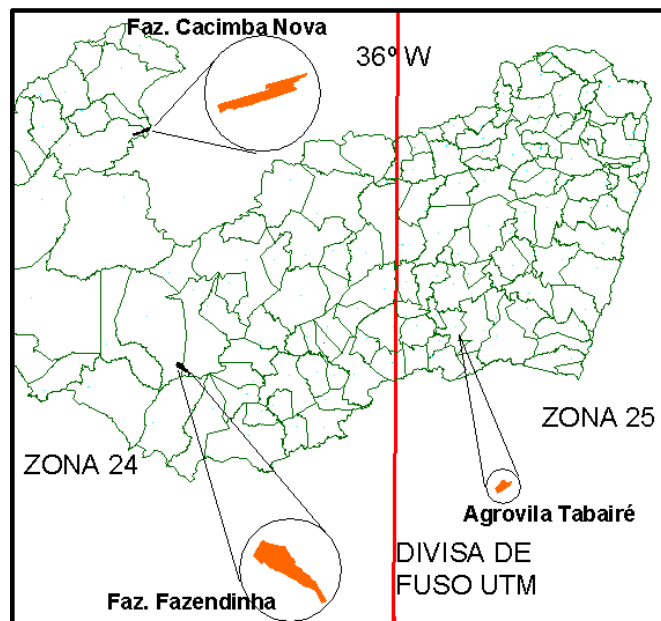 Faz. Cacimba Nova
36º W
ZONA 25
ZONA 24
Agrovila Tabairé
DIVISA DE
FUSO UTM
Faz. Fazendinha